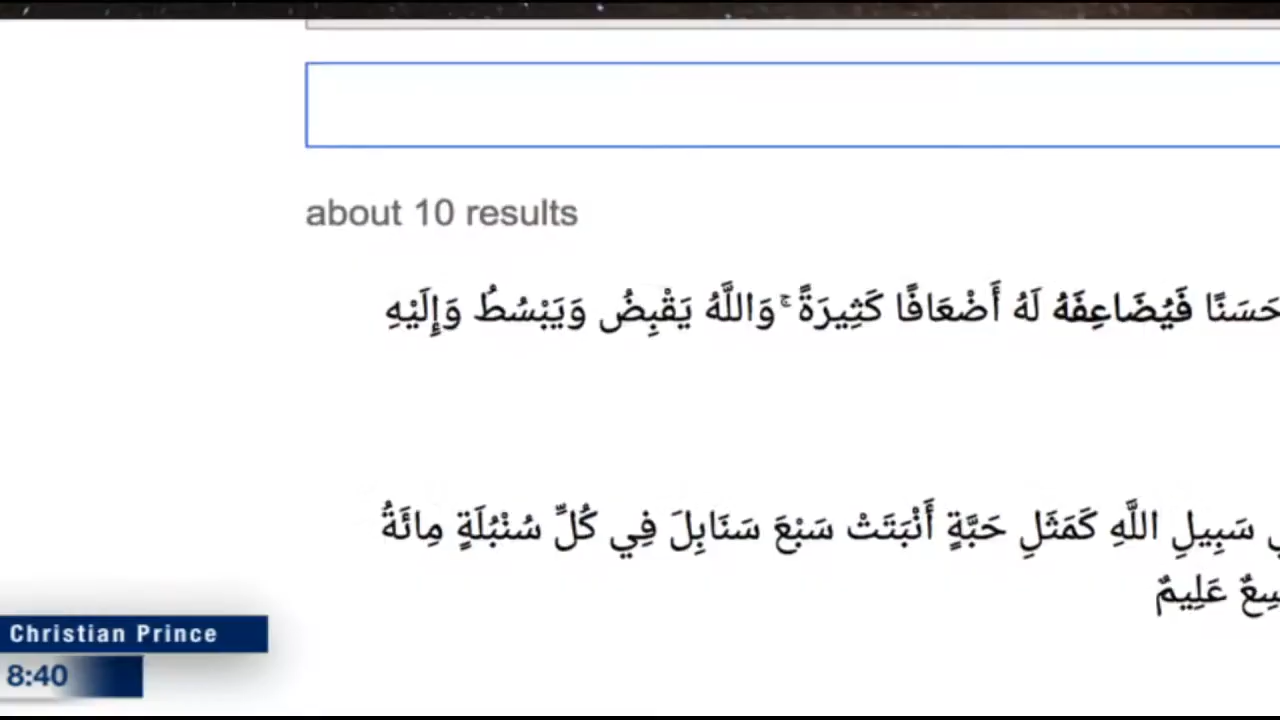 about 10 results
حَسَنًا فَيُضَاعِفَهُ لَهُ أَضْعَافًا كَثِيرَةً ۚ وَاللَّهُ يَقْبِضُ وَيَبْسُطُ وَإِلَيْهِ
سَبِيلِ اللَّهِ كَمَثَلِ حَبَّةٍ أَنْبَتَتْ سَبْعَ سَنَابِلَ فِي كُلِّ سُنْبُلَةٍ مِائَةُ
عَلِيمٌ
Christian Prince
8:40